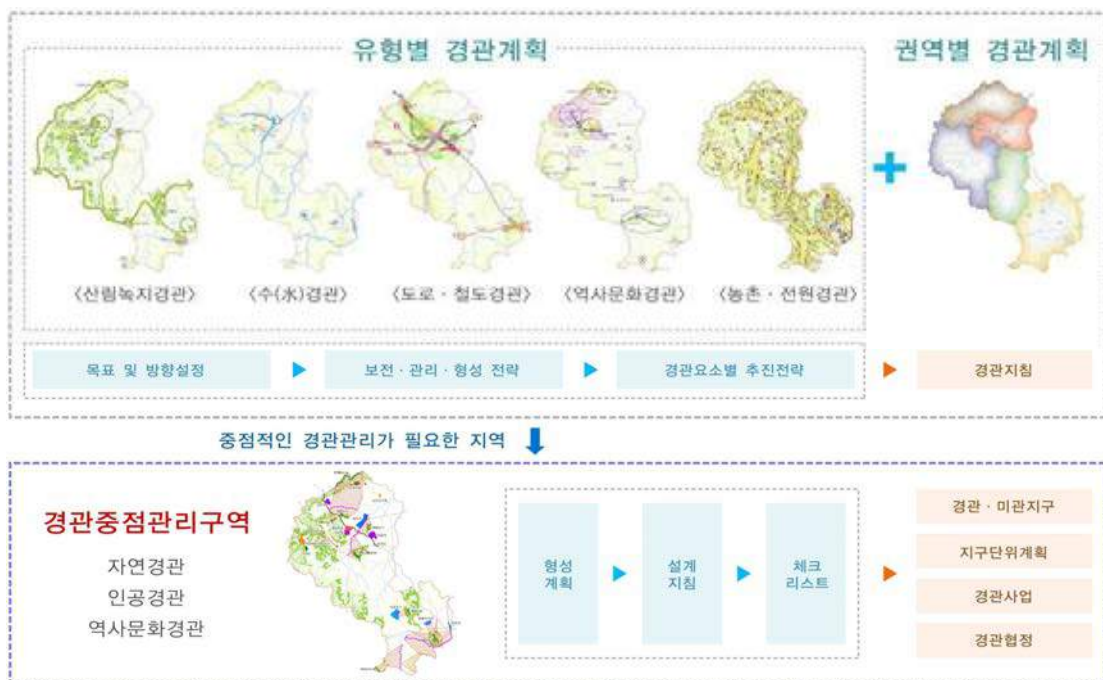 유형별 경관계획
권역별 경관계획
〈산림녹지경관〉
〈수(水)경관〉
〈도로·철도경관〉
〈역사문화경관〉
〈농촌·전원경관〉
목표 및 방향설정
보전·관리·형성 전략
경관요소별 추진전략
경관지침
중점적인 경관관리가 필요한 지역
경관중점관리구역
자연경관
인공경관
역사문화경관
형성
계획
설계
지침
체크
리스트
경관·미관지구
지구단위계획
경관사업
경관협정